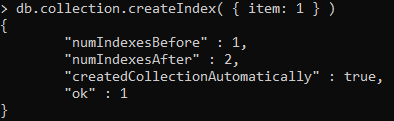 > db.collection.createIndex( { item: 1 } )
{
        "numIndexesBefore" : 1,
        "numIndexesAfter" : 2,
        "createdCollectionAutomatically" : true,
        "ok" : 1
}